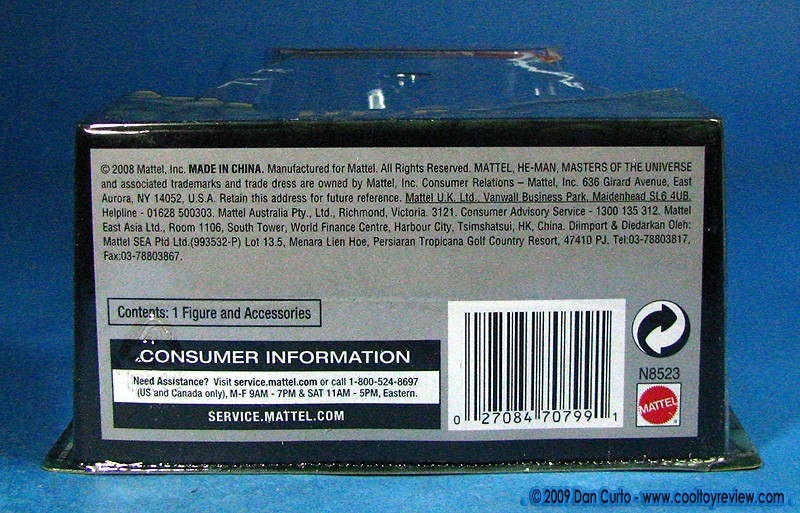 © 2008 Mattel, Inc. MADE IN CHINA. Manufactured for Mattel. All Rights Reserved. MATTEL, HE-MAN, MASTERS OF THE UNIVERSE
and associated trademarks and trade dress are owned by Mattel, Inc. Consumer Relations – Mattel, Inc. 636 Girard Avenue, East
Aurora, NY 14052, U.S.A. Retain this address for future reference. Mattel U.K. Ltd., Vanwall Business Park, Maidenhead SL6 4UB.
Helpline - 01628 500303. Mattel Australia Pty., Ltd., Richmond, Victoria. 3121. Consumer Advisory Service - 1300 135 312. Mattel
East Asia Ltd., Room 1106, South Tower, World Finance Centre, Harbour City, Tsimshatsui, HK, China. Diimport & Diedarkan Oleh:
Mattel SEA Ptd Ltd.(993532-P) Lot 13.5, Menara Lien Hoe, Persiaran Tropicana Golf Country Resort, 47410 PJ. Tel:03-78803817,
Fax:03-78803867.
Contents: 1 Figure and Accessories
CONSUMER INFORMATION
Need Assistance? Visit service.mattel.com or call 1-800-524-8697
(US and Canada only), M-F 9AM - 7PM & SAT 11AM - 5PM, Eastern.
SERVICE.MATTEL.COM
0 27084 70799 1
N8523
MATTEL
© 2009 Dan Curto - www.cooltoyreview.com